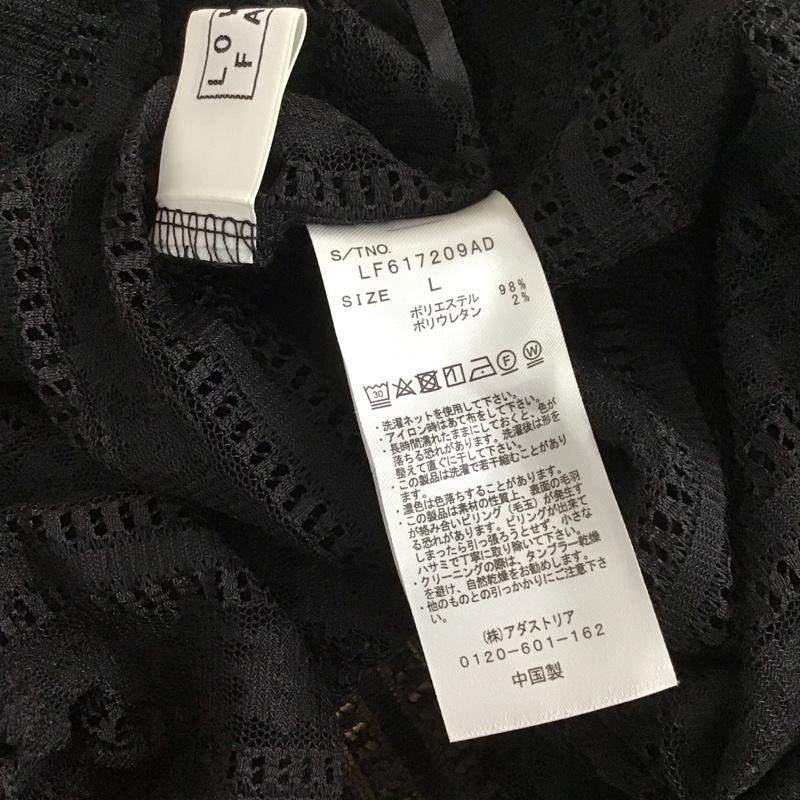 LOW
FA
S/TNO.
LF617209AD
SIZE L
ポリエステル 98%
ポリウレタン 2%
30 F W
・洗濯ネットを使用して下さい。
・アイロン時はあて布をして下さい。
・長時間濡れたままにしておくと、色が
落ちる恐れがあります。洗濯後は形を
整えて直ぐに干して下さい。
・この製品は洗濯で若干縮むことがあり
ます。
・濃色は色落ちすることがあります。
・この製品は素材の性質上、表面の毛羽
が絡み合いピリング（毛玉）が発生す
る恐れがあります。ピリングが出来て
しまったら引っ張ろうとせず、小さな
ハサミで丁寧に取り除いて下さい。
・クリーニングの際は、タンブラー乾燥
を避け、自然乾燥をお勧めします。
・他のものとの引っかかりにご注意下さ
い。
(株)アダストリア
0120-601-162
中国製